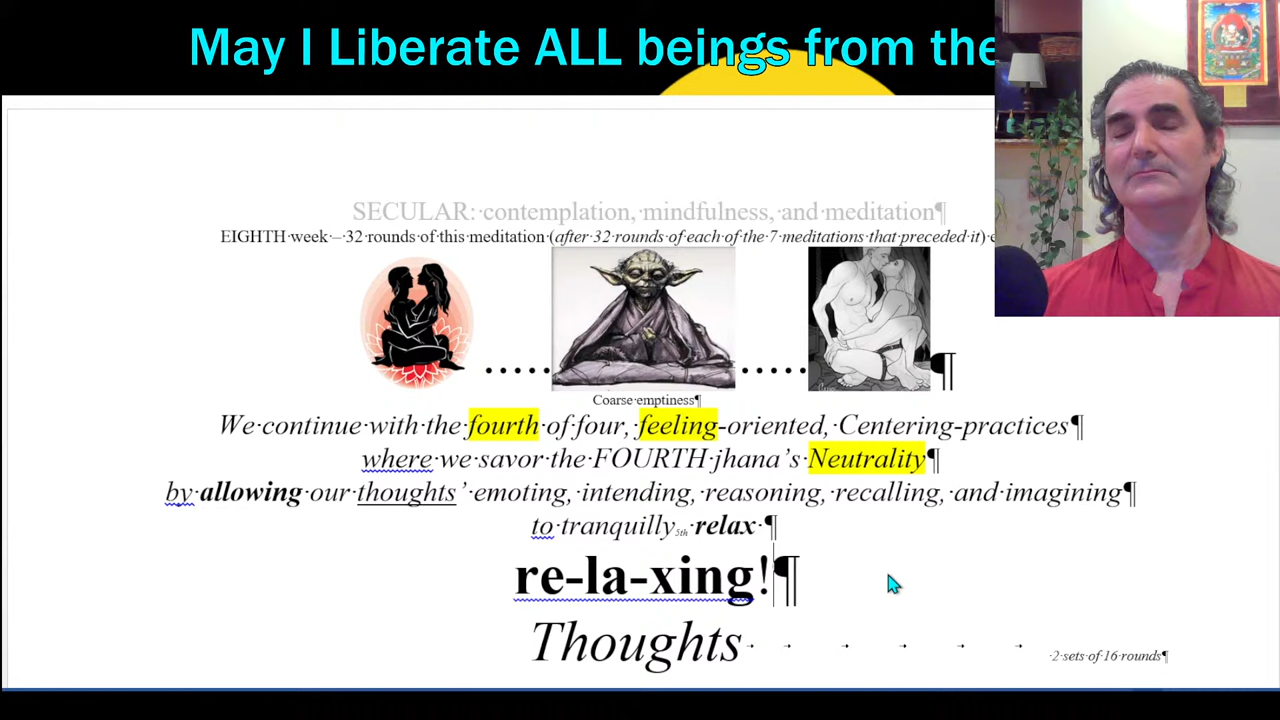 May I Liberate ALL beings from the
SECULAR: contemplation, mindfulness, and meditation¶
EIGHTH week – 32 rounds of this meditation (after 32 rounds of each of the 7 meditations that preceded it)
¶
Coarse emptiness¶
We continue with the fourth of four, feeling-oriented, Centering-practices¶
where we savor the FOURTH jhana's Neutrality¶
by allowing our thoughts' emoting, intending, reasoning, recalling, and imagining¶
to tranquilly 5th relax ¶
re-la-xing!¶
Thoughts → → → → → → 2 sets of 16 rounds¶